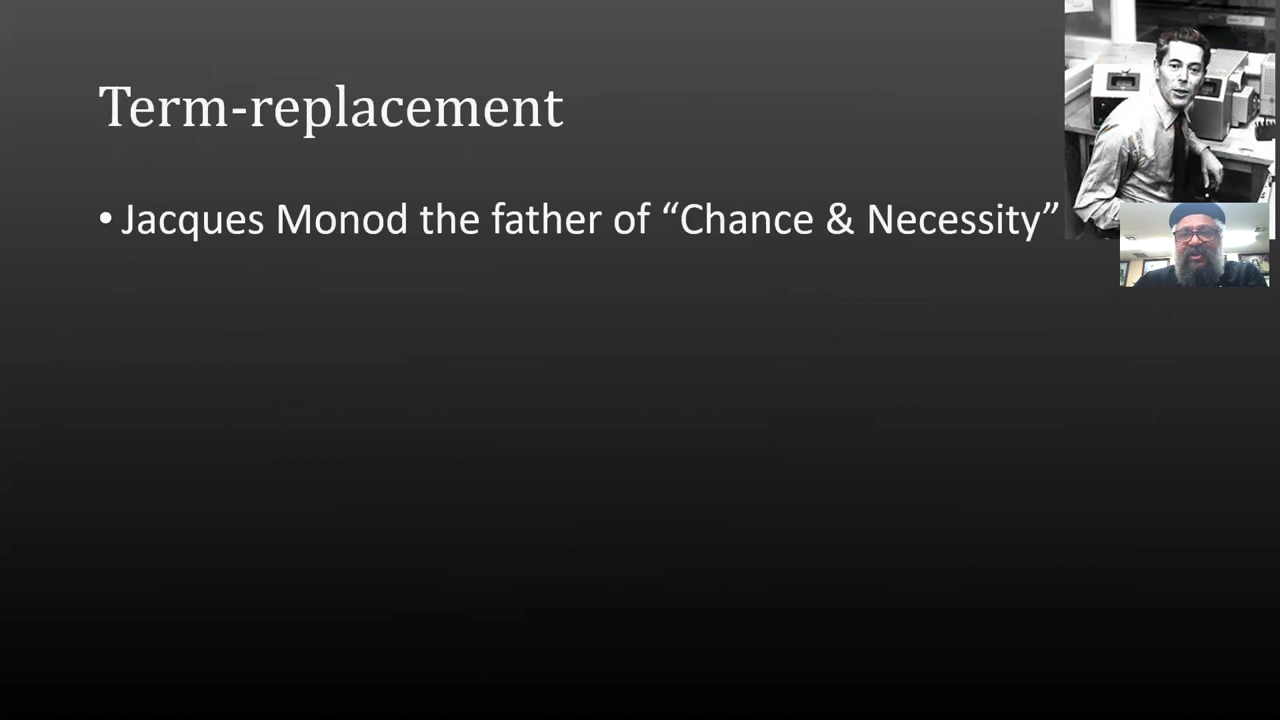 Term-replacement
• Jacques Monod the father of “Chance & Necessity”